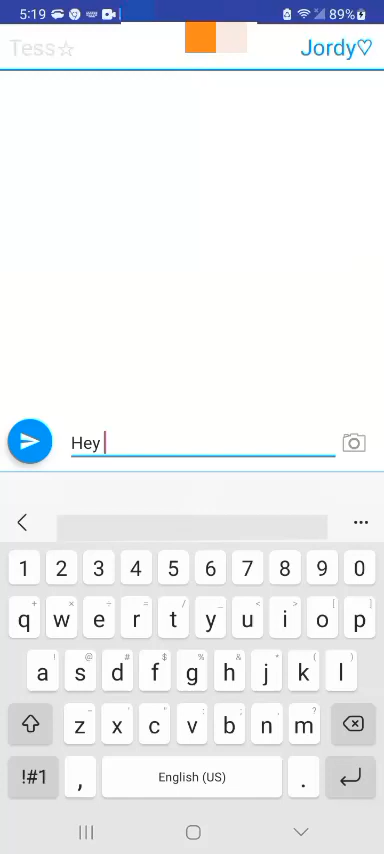 5:19 89%
Tess☆ Jordy♡
Hey
1 2 3 4 5 6 7 8 9 0
+ × ÷ = / _ < > [ ]
q w e r t y u i o p
! @ # $ % ^ & * ( )
a s d f g h j k l
- ' " : ; , ?
z x c v b n m
!#1 , English (US) .